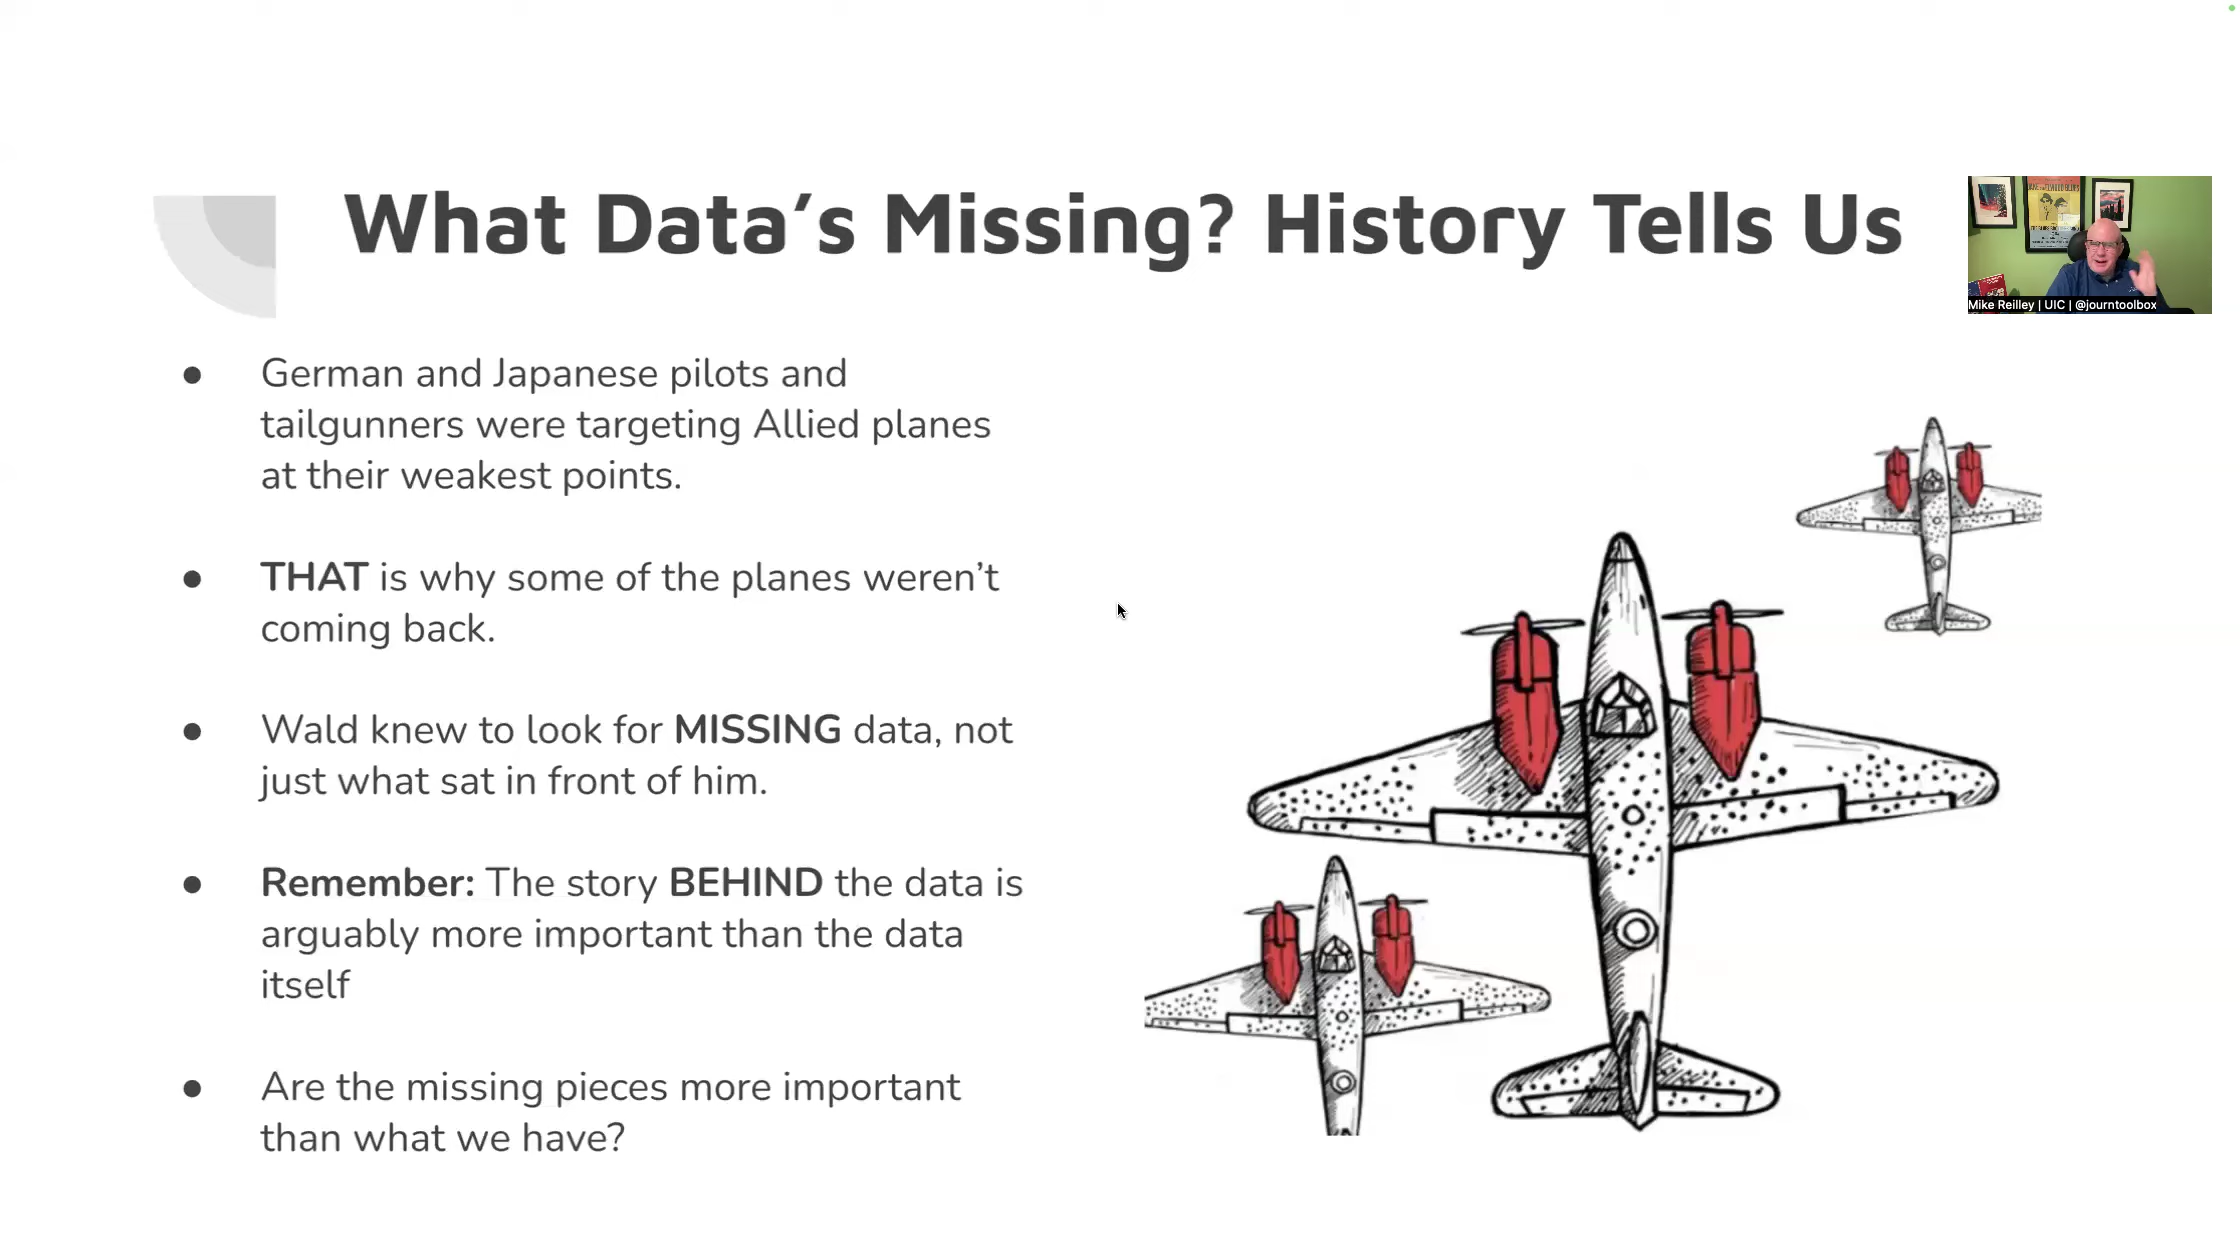 What Data’s Missing? History Tells Us
Mike Reilley | UIC | @journtoolbox
● German and Japanese pilots and
tailgunners were targeting Allied planes
at their weakest points.
● THAT is why some of the planes weren’t
coming back.
● Wald knew to look for MISSING data, not
just what sat in front of him.
● Remember: The story BEHIND the data is
arguably more important than the data
itself
● Are the missing pieces more important
than what we have?